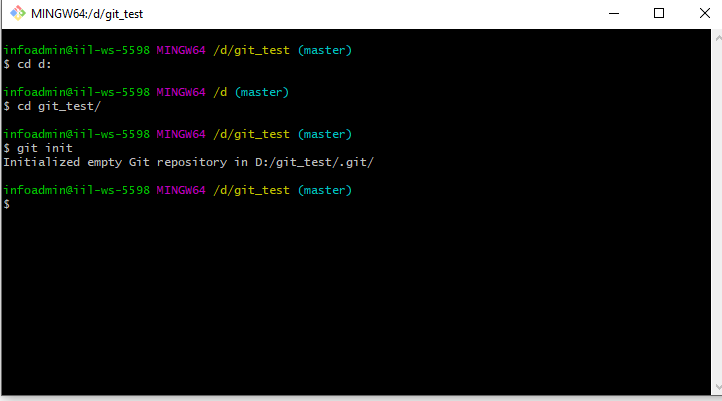 MINGW64:/d/git_test
infoadmin@iil-ws-5598 MINGW64 /d/git_test (master)
$ cd d:
infoadmin@iil-ws-5598 MINGW64 /d (master)
$ cd git_test/
infoadmin@iil-ws-5598 MINGW64 /d/git_test (master)
$ git init
Initialized empty Git repository in D:/git_test/.git/
infoadmin@iil-ws-5598 MINGW64 /d/git_test (master)
$